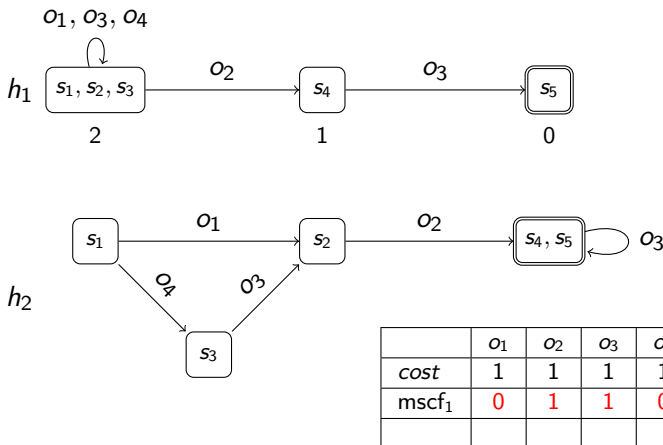 o₁, o₃, o₄
h₁ s₁, s₂, s₃ o₂ s₄ o₃ s₅
2 1 0
s₁ o₁ s₂ o₂ s₄, s₅ o₃
h₂ o₄ o₃
s₃
o₁ o₂ o₃
cost 1 1 1 1
mscf₁ 0 1 1 0